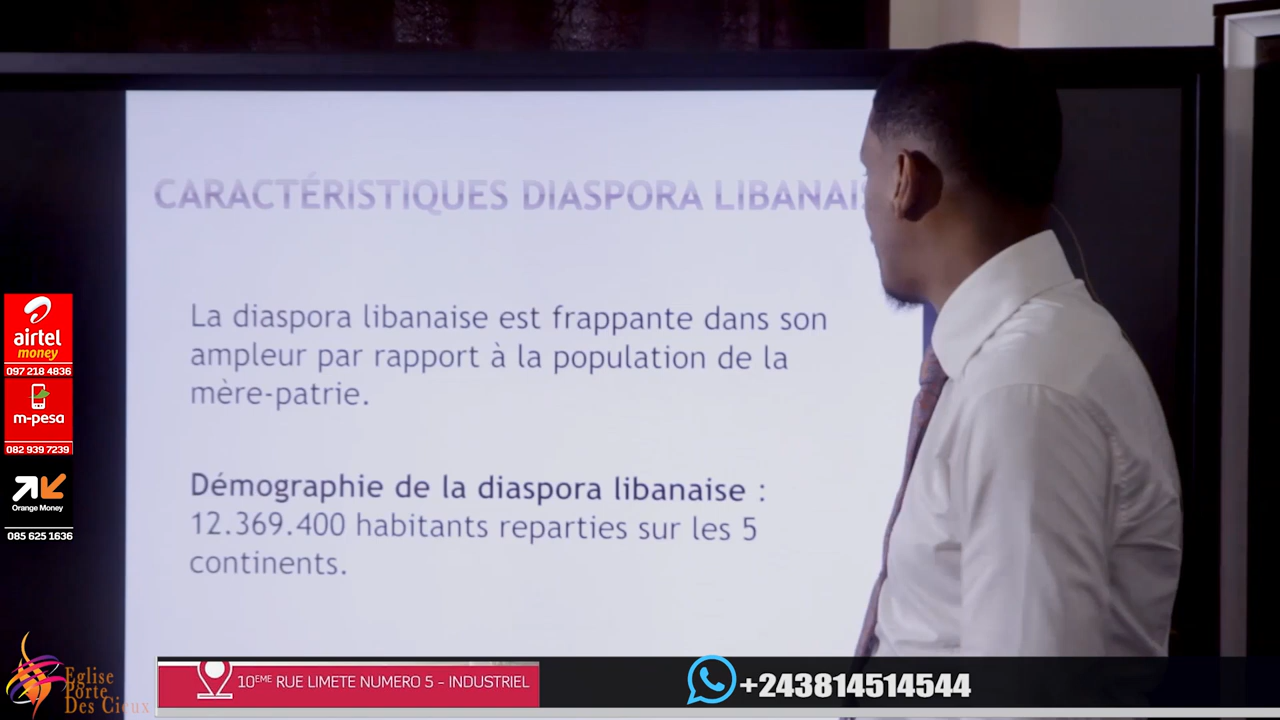 CARACTÉRISTIQUES DIASPORA LIBANAIS
La diaspora libanaise est frappante dans son
ampleur par rapport à la population de la
mère-patrie.
Démographie de la diaspora libanaise :
12.369.400 habitants reparties sur les 5
continents.
airtel
money
097 218 4836
m-pesa
082 939 7239
Orange Money
085 625 1636
Eglise
Porte
Des Cieux
10EME RUE LIMETE NUMERO 5 - INDUSTRIEL
+243814514544